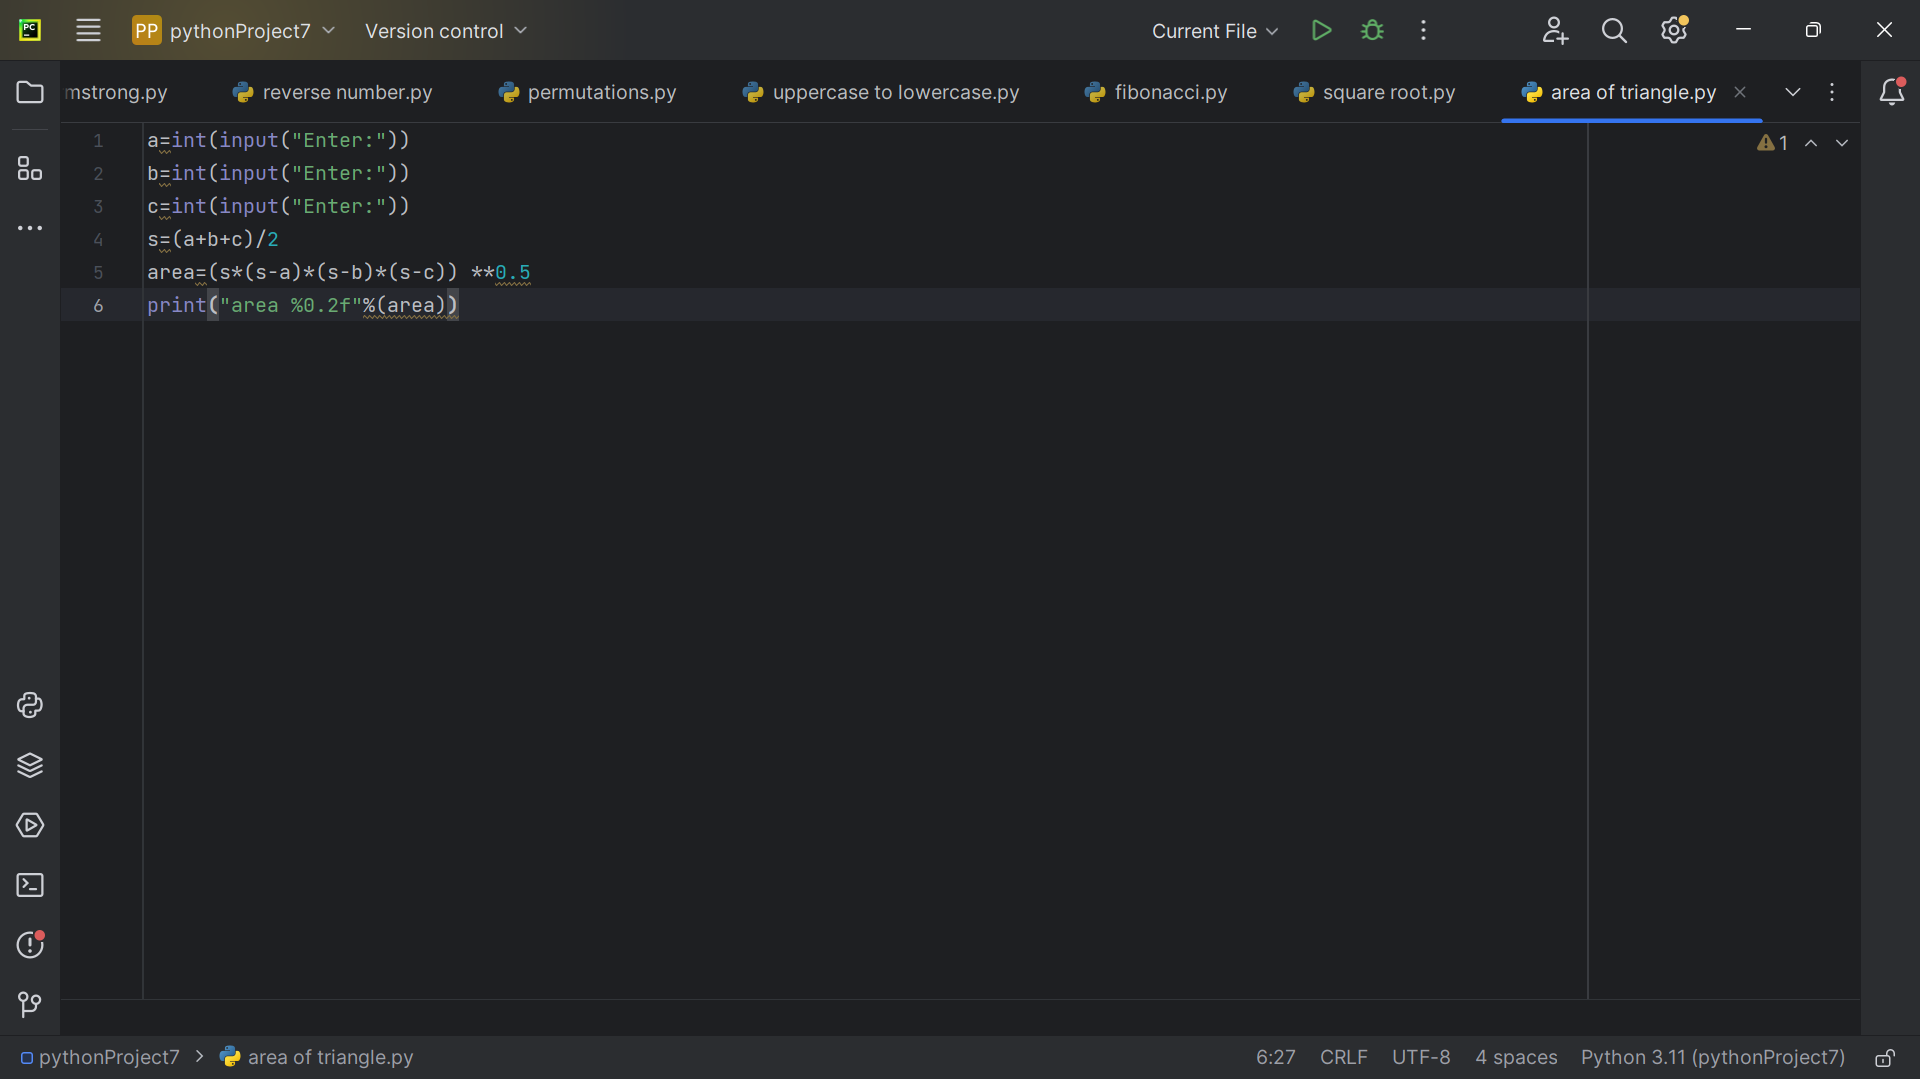 PC
PP pythonProject7 Version control Current File
mstrong.py reverse number.py permutations.py uppercase to lowercase.py fibonacci.py square root.py area of triangle.py
1 a=int(input("Enter:"))
2 b=int(input("Enter:"))
3 c=int(input("Enter:"))
4 s=(a+b+c)/2
5 area=(s*(s-a)*(s-b)*(s-c)) **0.5
6 print("area %0.2f"%(area))
1
pythonProject7 > area of triangle.py 6:27 CRLF UTF-8 4 spaces Python 3.11 (pythonProject7)